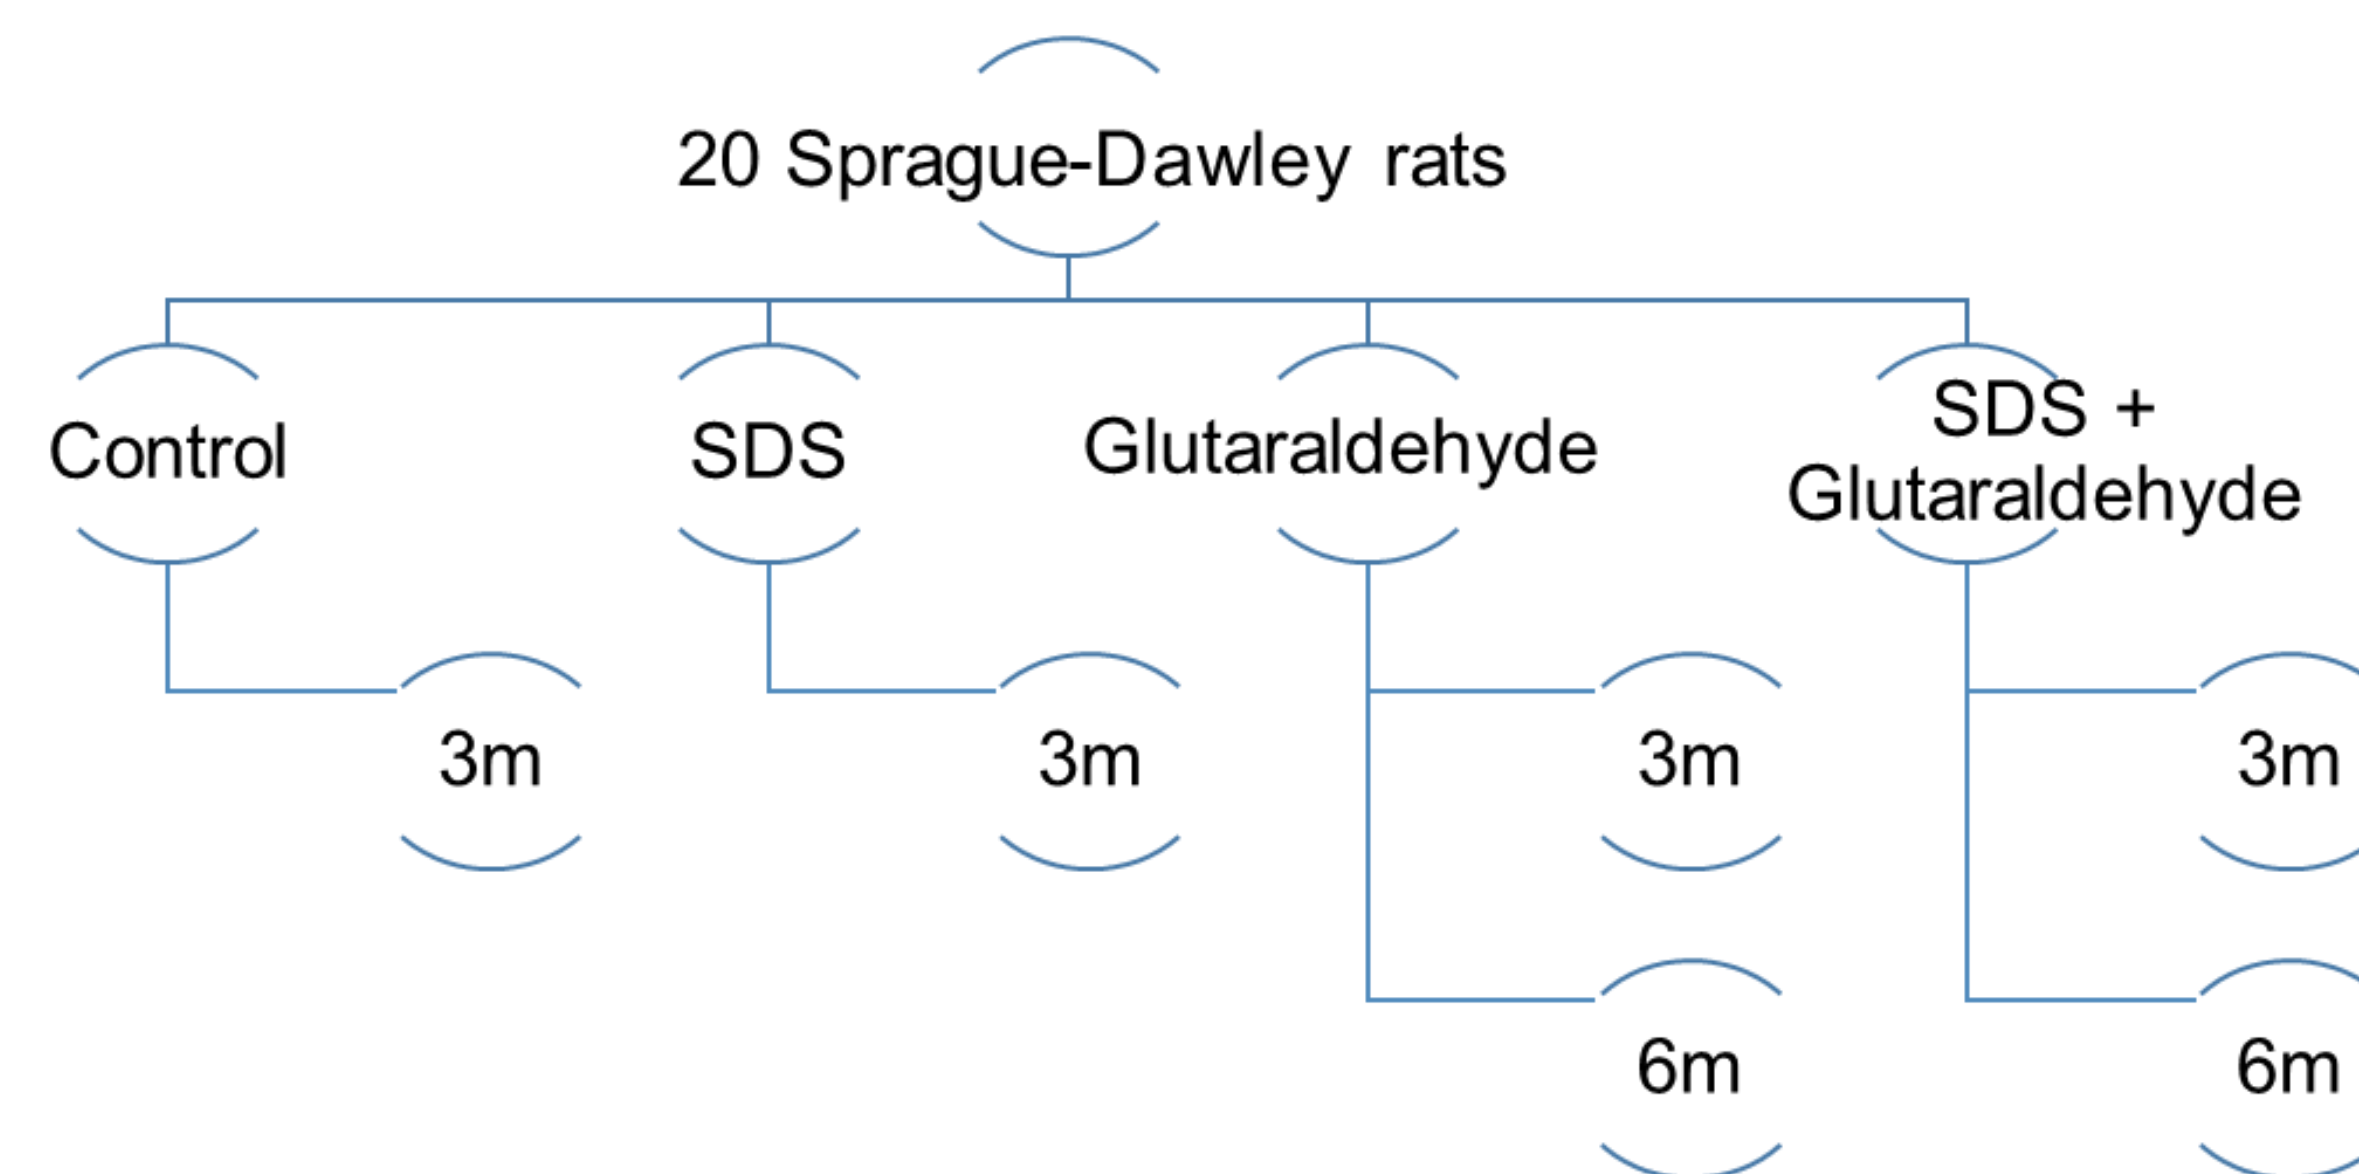 20 Sprague-Dawley rats
Control
SDS
Glutaraldehyde
SDS +
Glutaraldehyde
3m
3m
3m
3m
6m
6m